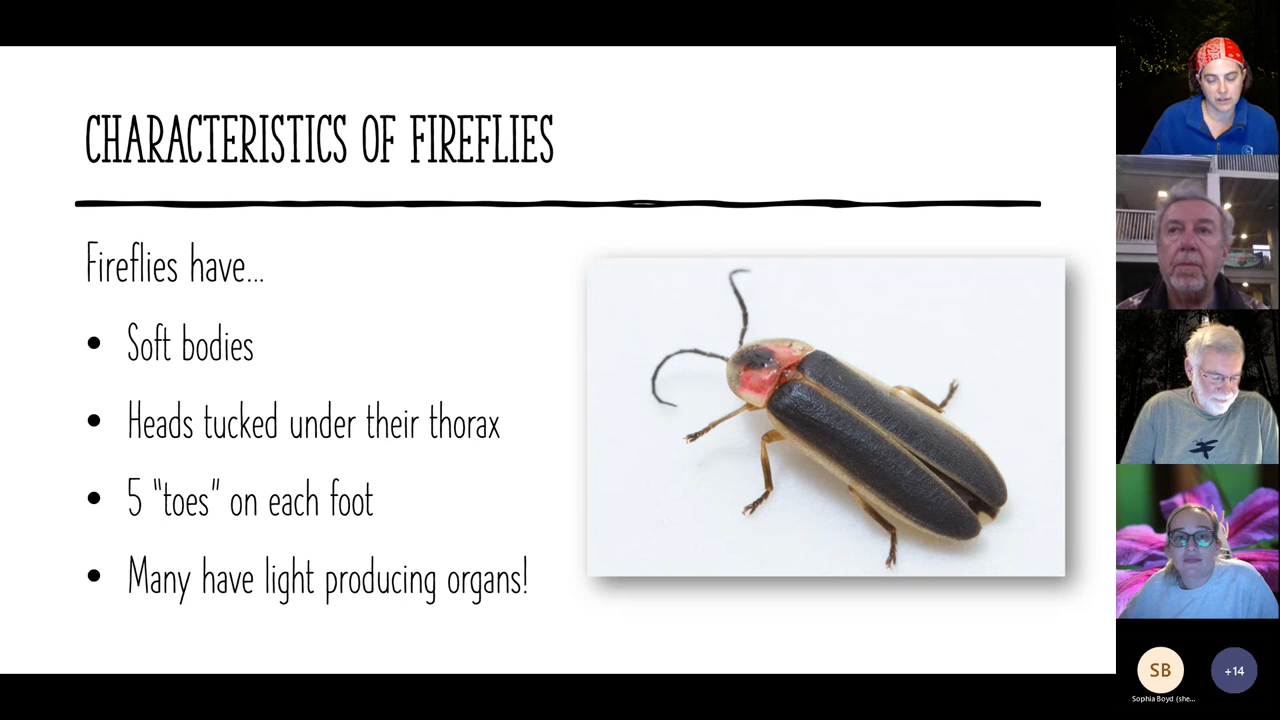 CHARACTERISTICS OF FIREFLIES
Fireflies have...
• Soft bodies
• Heads tucked under their thorax
• 5 "toes" on each foot
• Many have light producing organs!
SB
+14
Sophia Boyd (she...